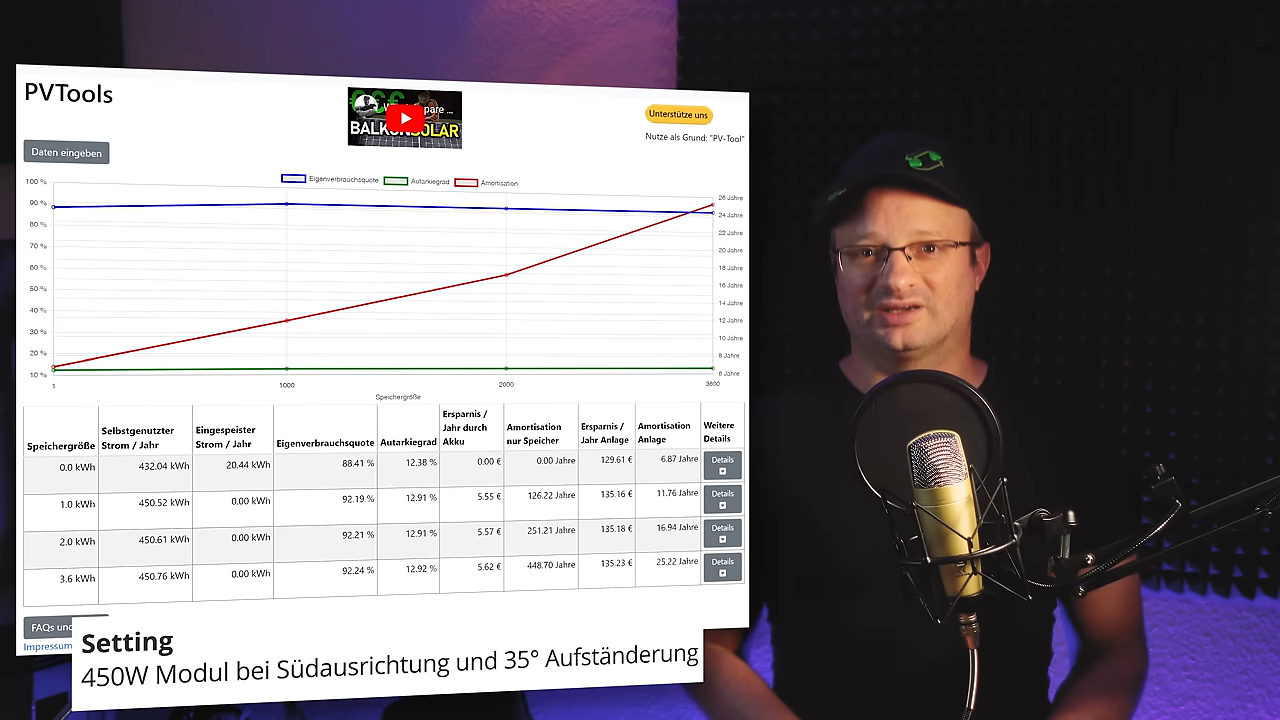 PVTools
BALKONSOLAR
Unterstütze uns
Nutze als Grund: "PV-Tool"
Daten eingeben
Eigenverbrauchsquote
Autarkiegrad
Amortisation
100 %
90 %
80 %
70 %
60 %
50 %
40 %
30 %
20 %
10 %
26 Jahre
24 Jahre
22 Jahre
20 Jahre
18 Jahre
16 Jahre
14 Jahre
12 Jahre
10 Jahre
8 Jahre
6 Jahre
1 1000 2000 3600
Speichergröße
Speichergröße Selbstgenutzter Strom / Jahr Eingespeister Strom / Jahr Eigenverbrauchsquote Autarkiegrad Ersparnis / Jahr durch Akku Amortisation nur Speicher Ersparnis / Jahr Anlage Amortisation Anlage Weitere Details
0.0 kWh 432.04 kWh 20.44 kWh 88.41 % 12.38 % 0.00 € 0.00 Jahre 129.61 € 6.87 Jahre Details
1.0 kWh 450.52 kWh 0.00 kWh 92.19 % 12.91 % 5.55 € 126.22 Jahre 135.16 € 11.76 Jahre Details
2.0 kWh 450.61 kWh 0.00 kWh 92.21 % 12.91 % 5.57 € 251.21 Jahre 135.18 € 16.94 Jahre Details
3.6 kWh 450.76 kWh 0.00 kWh 92.24 % 12.92 % 5.62 € 448.70 Jahre 135.23 € 25.22 Jahre Details
FAQs und
Impressum
Setting
450W Modul bei Südausrichtung und 35° Aufständerung